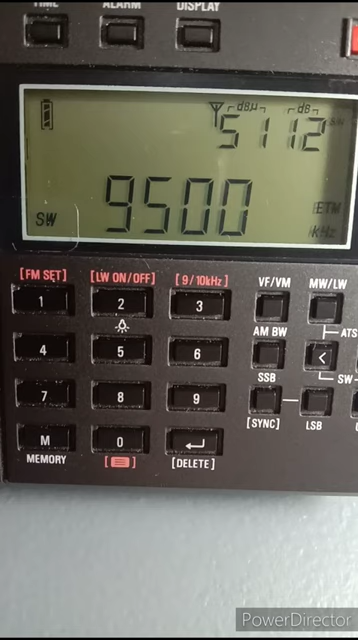 TIME ALARM DISPLAY
dBµ dB
51 12 S/N
9500
ETM
SW kHz
[FM SET] [LW ON/OFF] [9/10kHz] VF/VM MW/LW
1 2 3
AM BW ATS
4 5 6 <
SSB SW-
7 8 9
[SYNC] LSB
M 0
MEMORY [DELETE]
PowerDirector